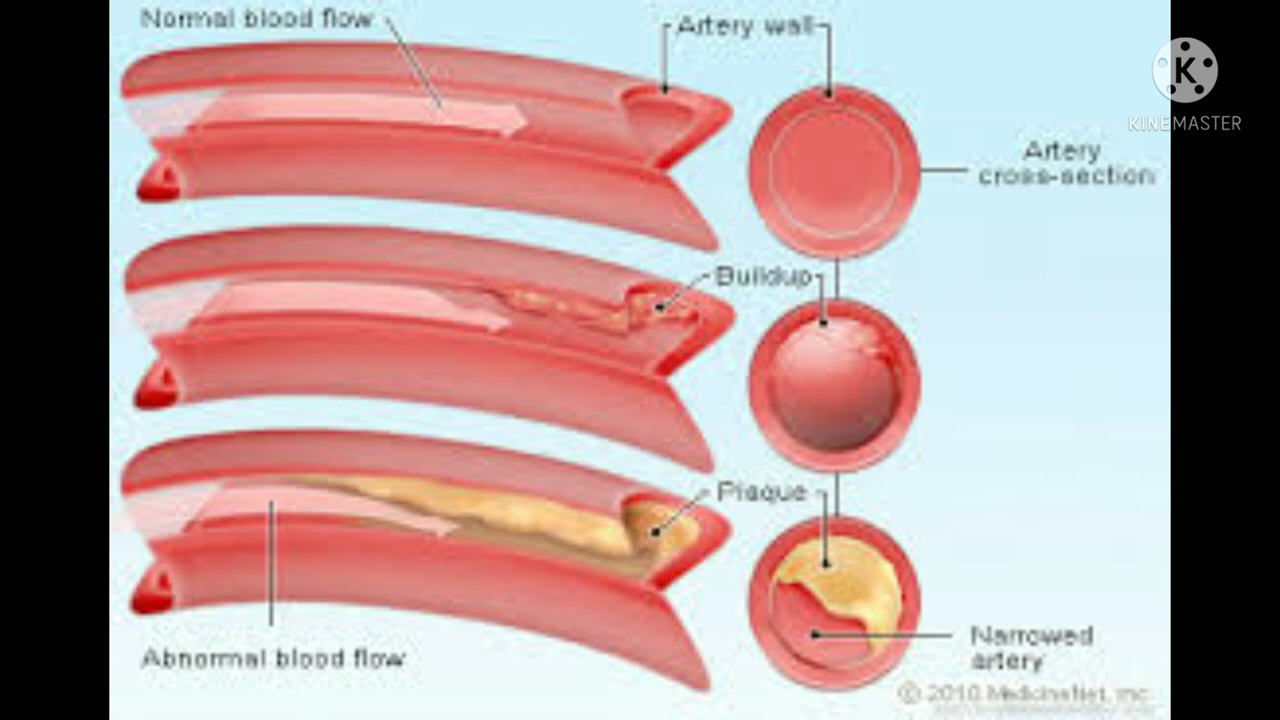 Normal blood flow
Artery wall
KINEMASTER
Artery
cross-section
Buildup
Plaque
Narrowed
artery
Abnormal blood flow
© 2010 MedicineNet, Inc.